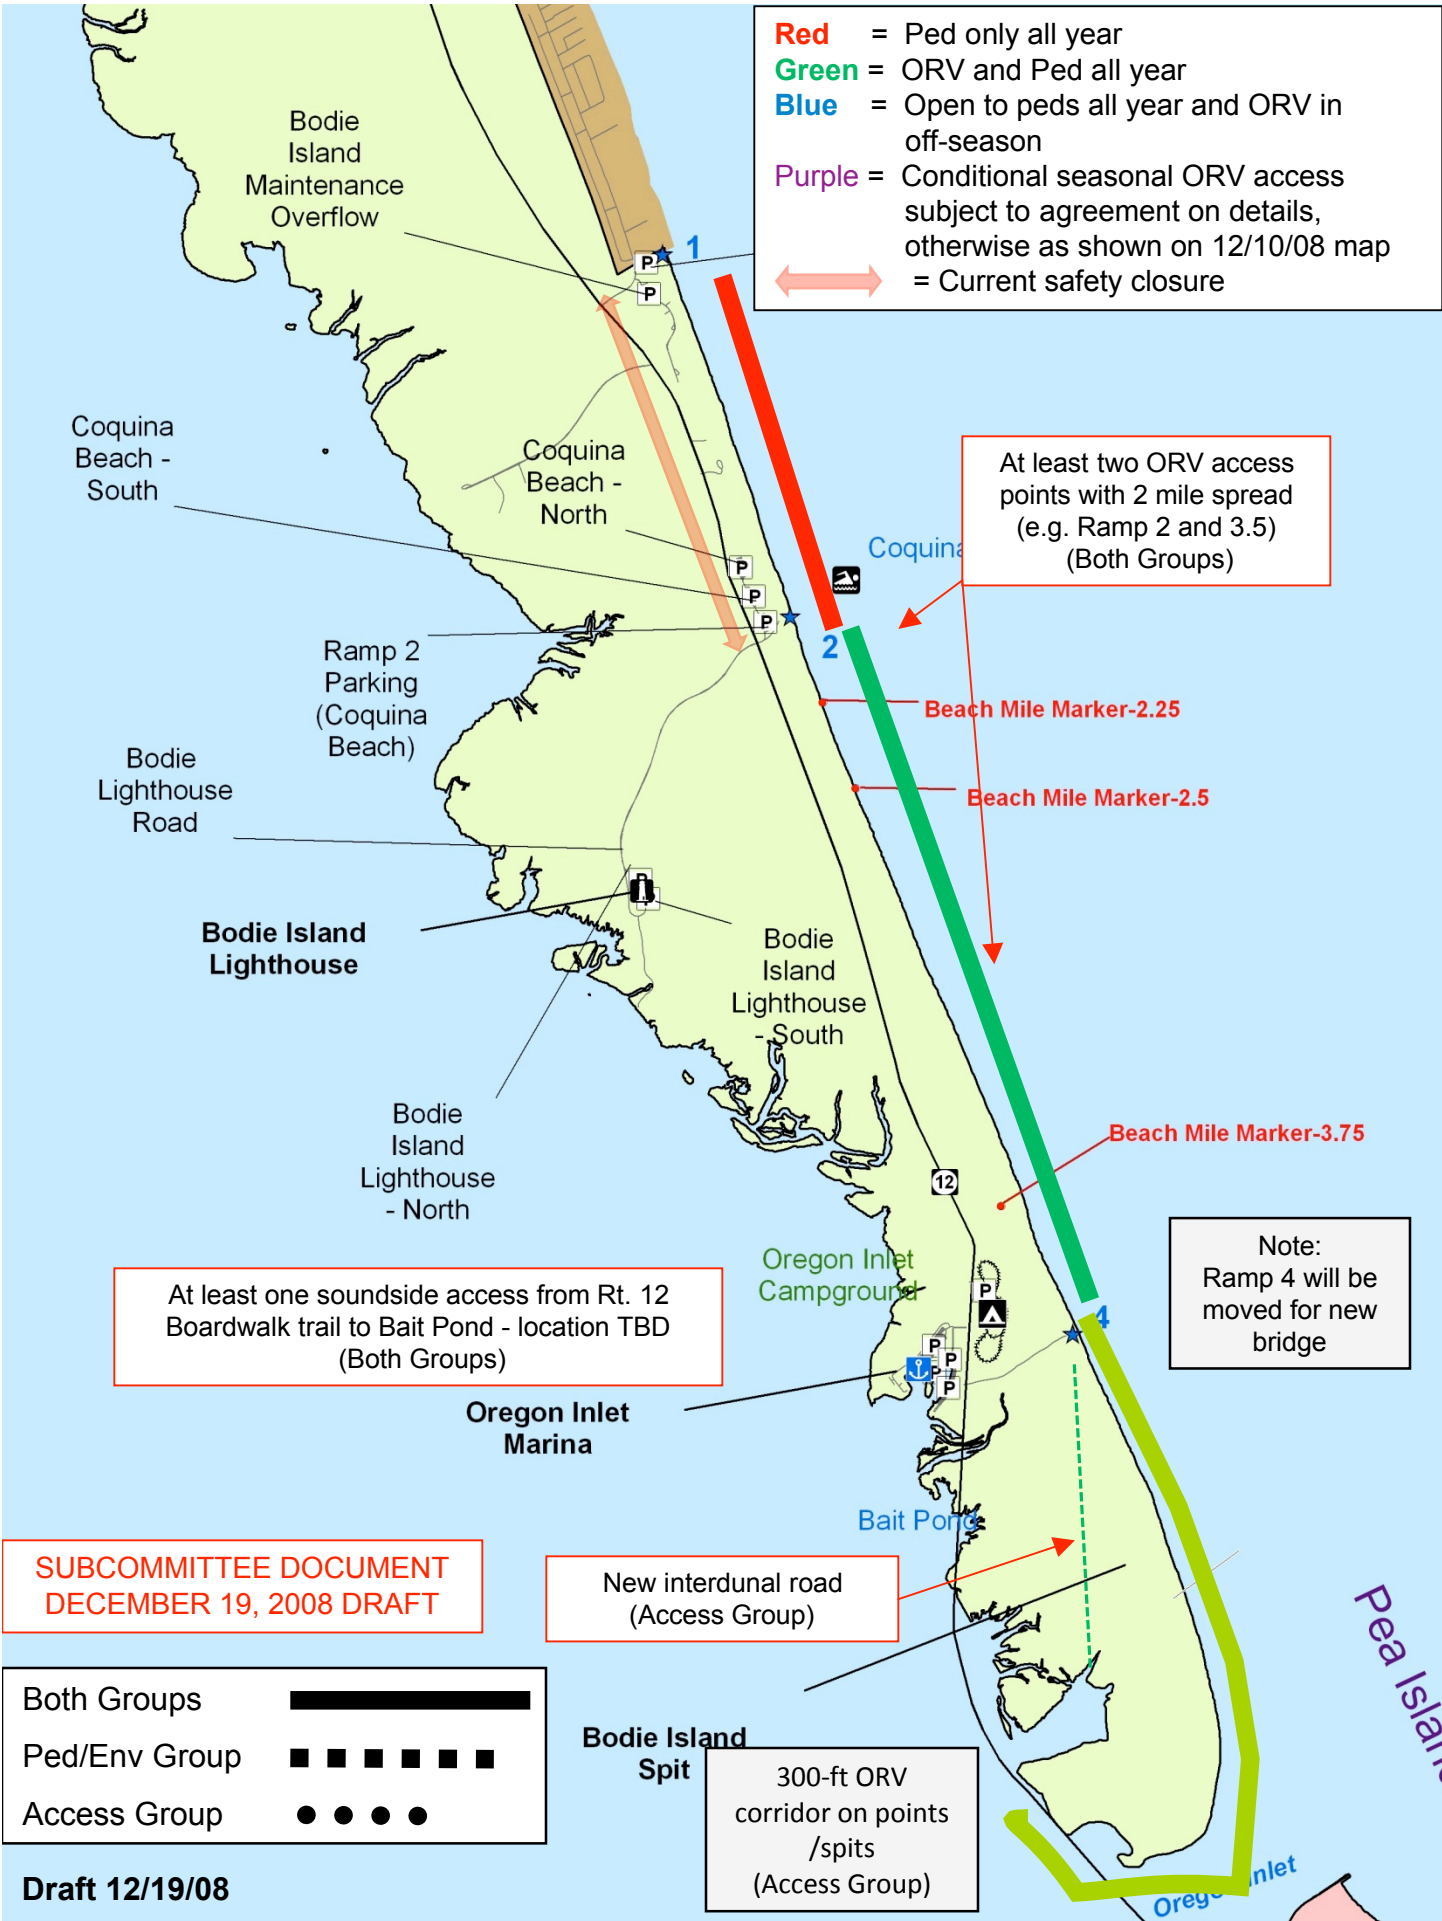 Red = Ped only all year
Green = ORV and Ped all year
Blue = Open to peds all year and ORV in
off-season
Purple = Conditional seasonal ORV access
subject to agreement on details,
otherwise as shown on 12/10/08 map
= Current safety closure
Bodie
Island
Maintenance
Overflow
1
P
P
Coquina
Beach -
South
Coquina
Beach -
North
At least two ORV access
points with 2 mile spread
(e.g. Ramp 2 and 3.5)
(Both Groups)
Coquina
P
P
P
2
Ramp 2
Parking
(Coquina
Beach)
Beach Mile Marker-2.25
Bodie
Lighthouse
Road
Beach Mile Marker-2.5
P
Bodie Island
Lighthouse
Bodie
Island
Lighthouse
- South
Bodie
Island
Lighthouse
- North
Beach Mile Marker-3.75
12
Oregon Inlet
Campground
P
Note:
Ramp 4 will be
moved for new
bridge
At least one soundside access from Rt. 12
Boardwalk trail to Bait Pond - location TBD
(Both Groups)
4
P
P
P
P
Oregon Inlet
Marina
Bait Pond
SUBCOMMITTEE DOCUMENT
DECEMBER 19, 2008 DRAFT
New interdunal road
(Access Group)
Pea Island
Both Groups
Ped/Env Group
Access Group
Bodie Island
Spit
300-ft ORV
corridor on points
/spits
(Access Group)
Oregon Inlet
Draft 12/19/08